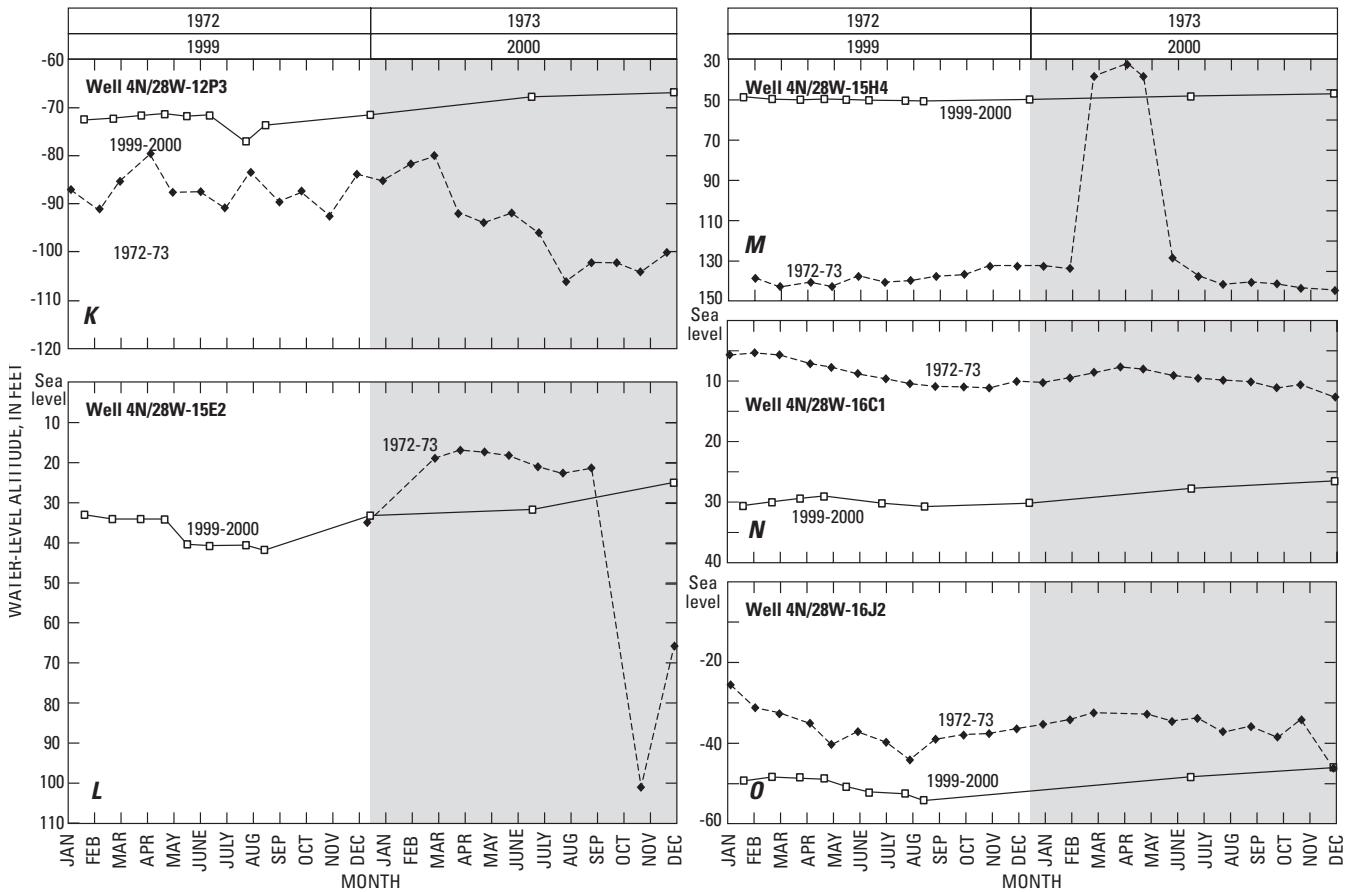 1972 1973
1999 2000
-60
Well 4N/28W-12P3
-70
1999-2000
-80
-90
-100
1972-73
-110
K
-120
Sea
level
Well 4N/28W-15E2
10
1972-73
20
30
1999-2000
40
50
60
70
80
90
100
L
110
WATER-LEVEL ALTITUDE, IN FEET
JAN FEB MAR APR MAY JUNE JULY AUG SEP OCT NOV DEC JAN FEB MAR APR MAY JUNE JULY AUG SEP OCT NOV DEC
MONTH
1972 1973
1999 2000
30
Well 4N/28W-15H4
50
1999-2000
70
90
110
M
130
1972-73
150
Sea
level
1972-73
10
Well 4N/28W-16C1
20
30
1999-2000
N
40
Sea
level
Well 4N/28W-16J2
-20
1972-73
-40
1999-2000
O
-60
JAN FEB MAR APR MAY JUNE JULY AUG SEP OCT NOV DEC JAN FEB MAR APR MAY JUNE JULY AUG SEP OCT NOV DEC
MONTH